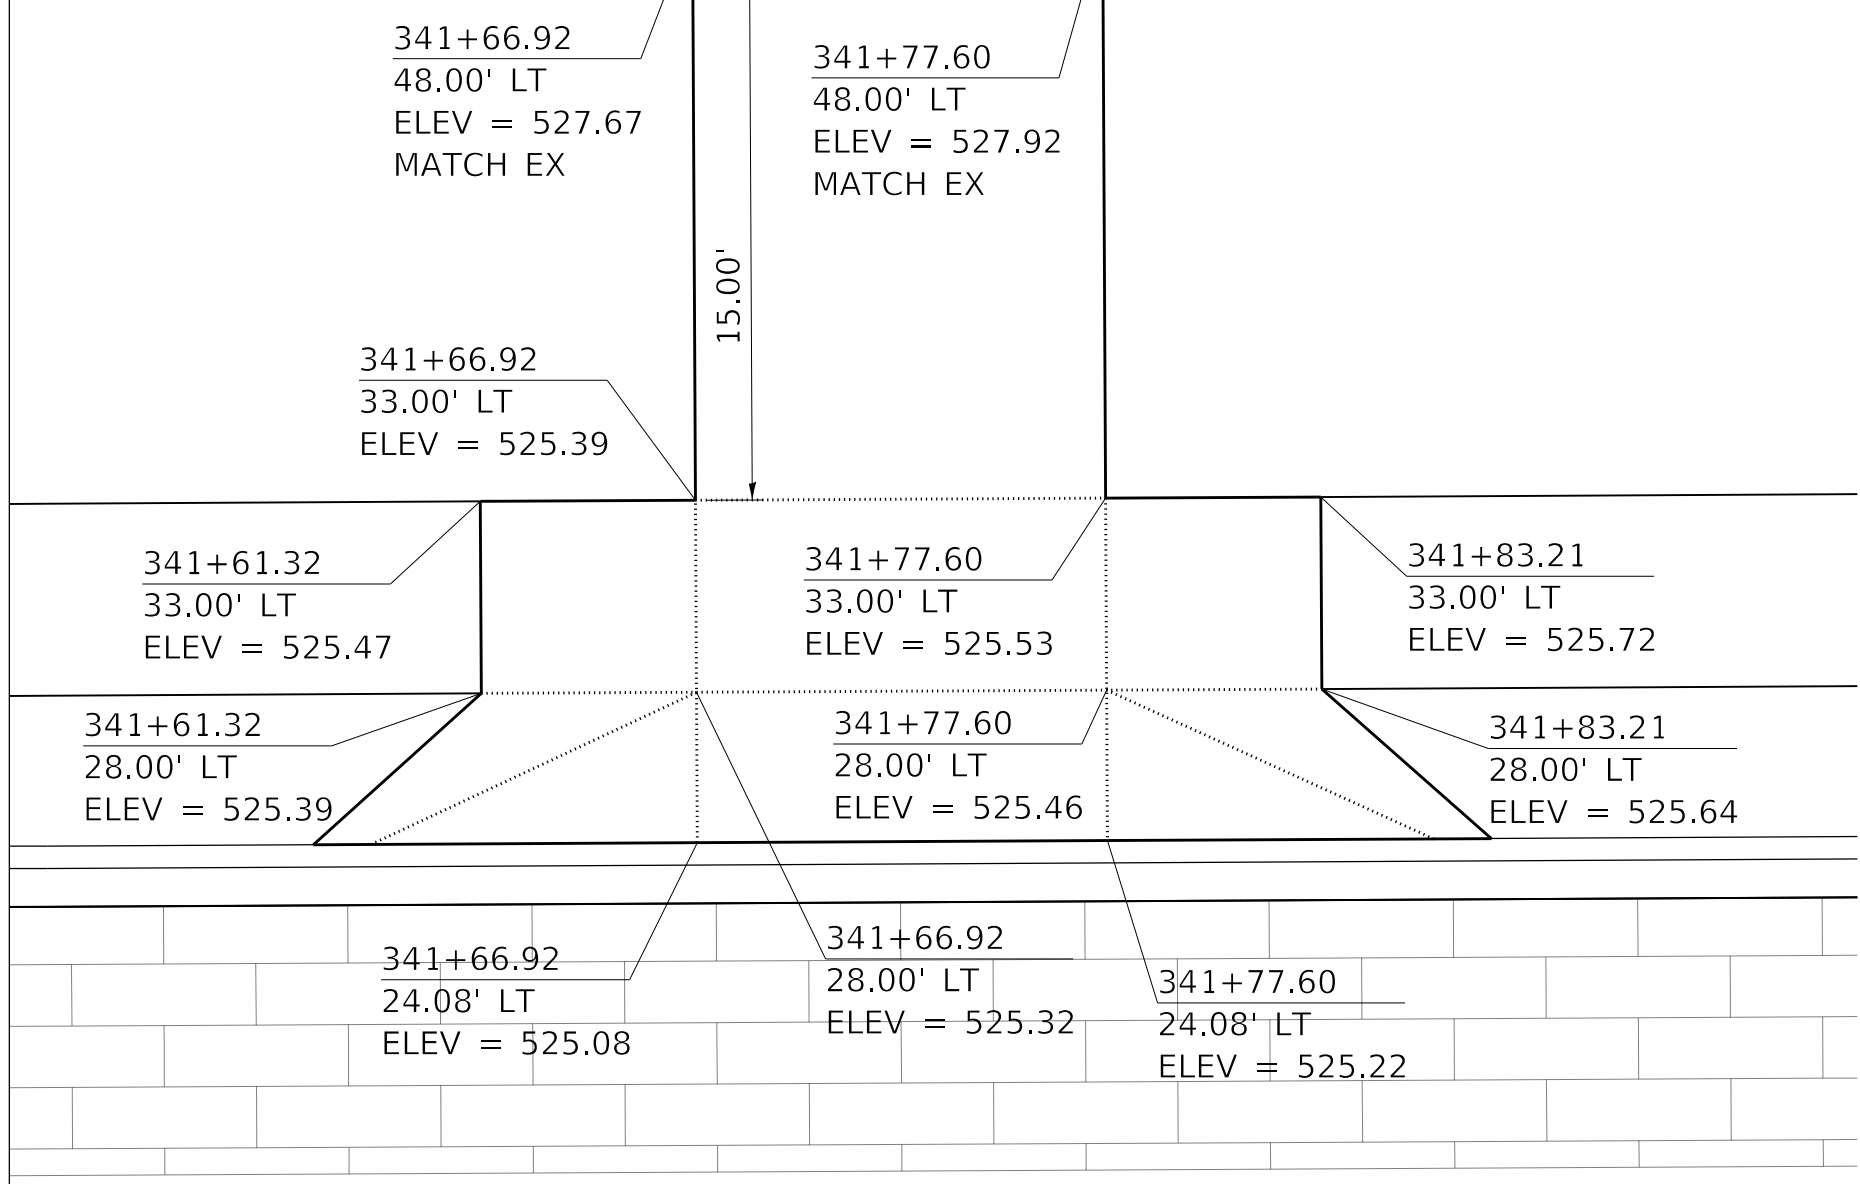 341+66.92
48.00' LT
ELEV = 527.67
MATCH EX
341+77.60
48.00' LT
ELEV = 527.92
MATCH EX
15.00'
341+66.92
33.00' LT
ELEV = 525.39
341+61.32
33.00' LT
ELEV = 525.47
341+77.60
33.00' LT
ELEV = 525.53
341+83.21
33.00' LT
ELEV = 525.72
341+61.32
28.00' LT
ELEV = 525.39
341+77.60
28.00' LT
ELEV = 525.46
341+83.21
28.00' LT
ELEV = 525.64
341+66.92
24.08' LT
ELEV = 525.08
341+66.92
28.00' LT
ELEV = 525.32
341+77.60
24.08' LT
ELEV = 525.22